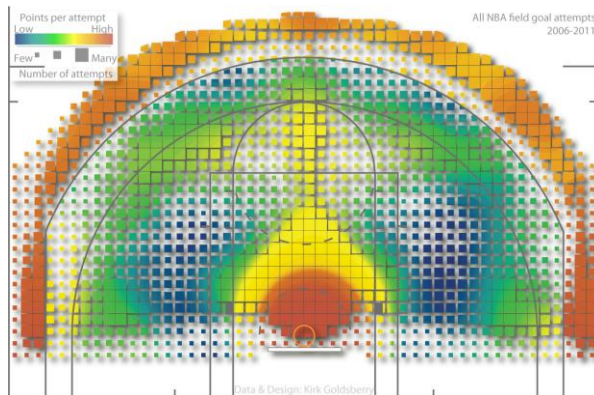 Points per attempt
Low High
Few Many
Number of attempts
All NBA field goal attempts
2006-2011
Data & Design: Kirk Goldsberry